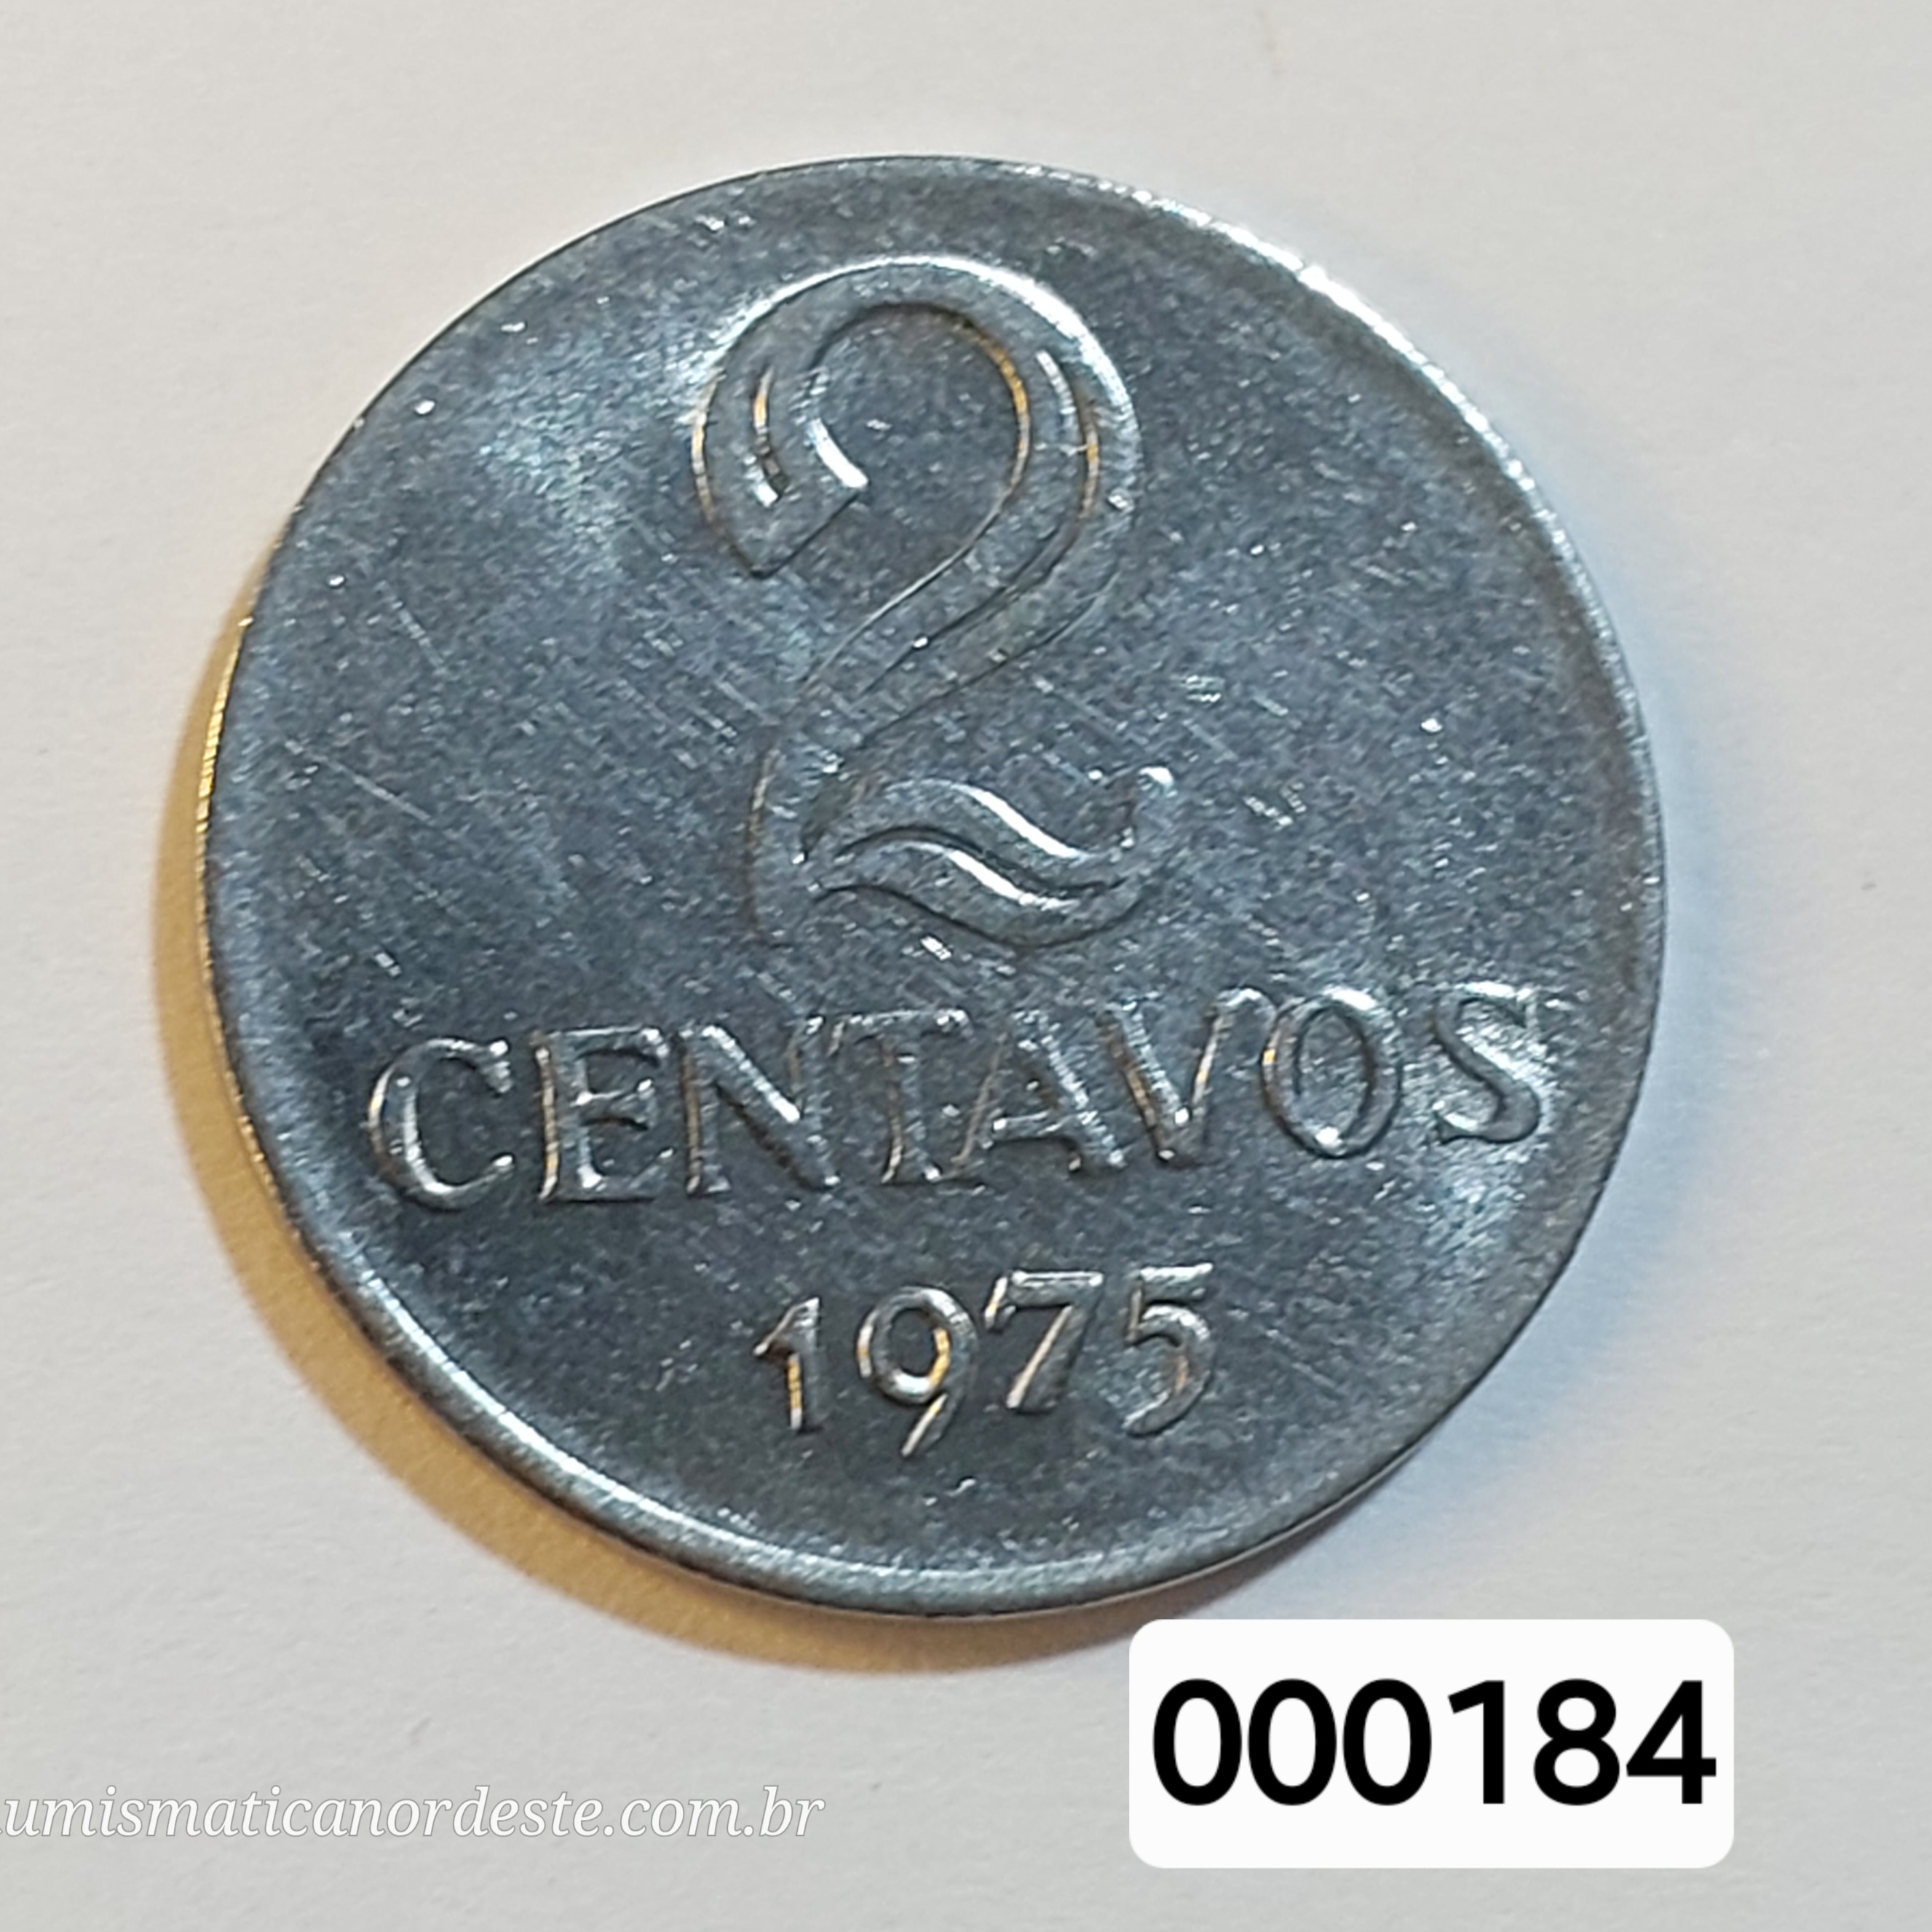 2
CENTAVOS
1975
000184
umismaticanordeste.com.br